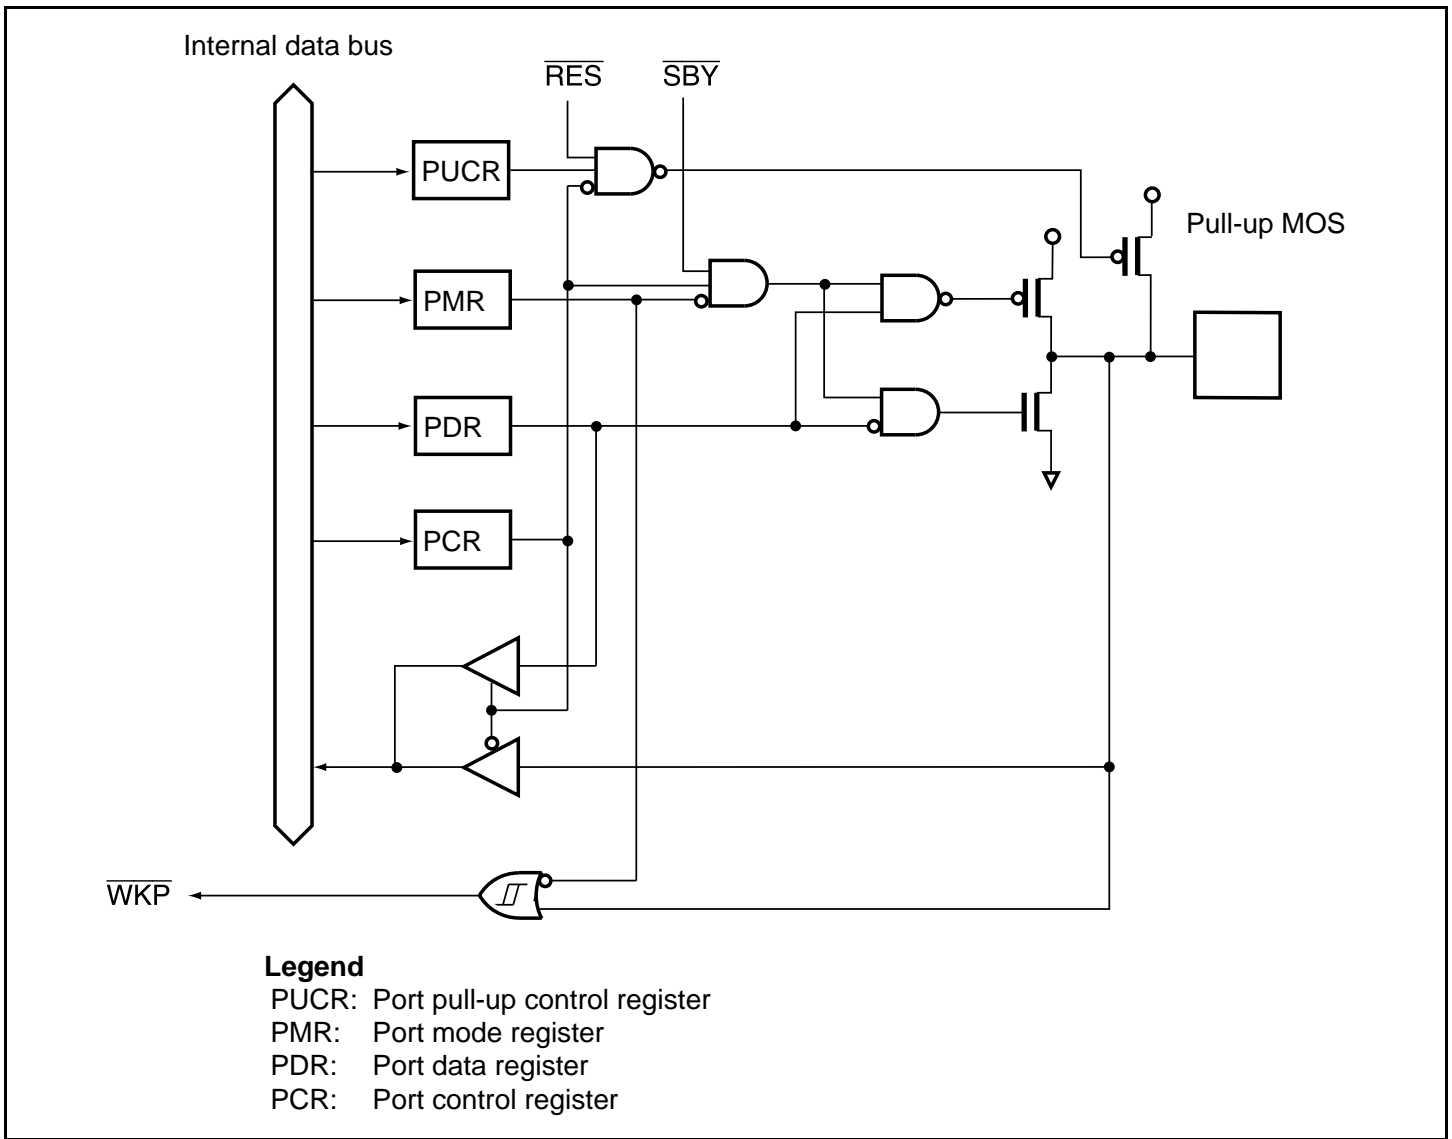 Internal data bus
RES
SBY
PUCR
Pull-up MOS
PMR
PDR
PCR
WKP
Legend
PUCR: Port pull-up control register
PMR: Port mode register
PDR: Port data register
PCR: Port control register